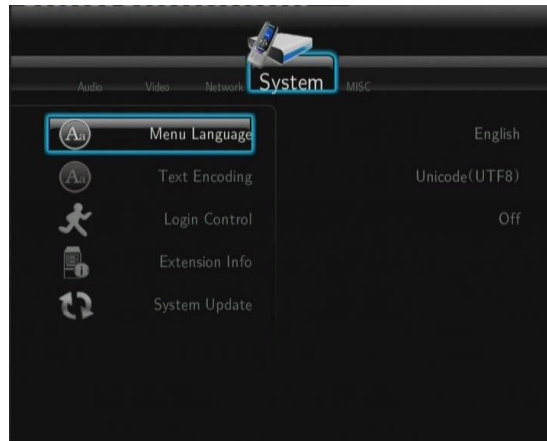 Audio Video Network System MISC
Menu Language English
Text Encoding Unicode(UTF8)
Login Control Off
Extension Info
System Update